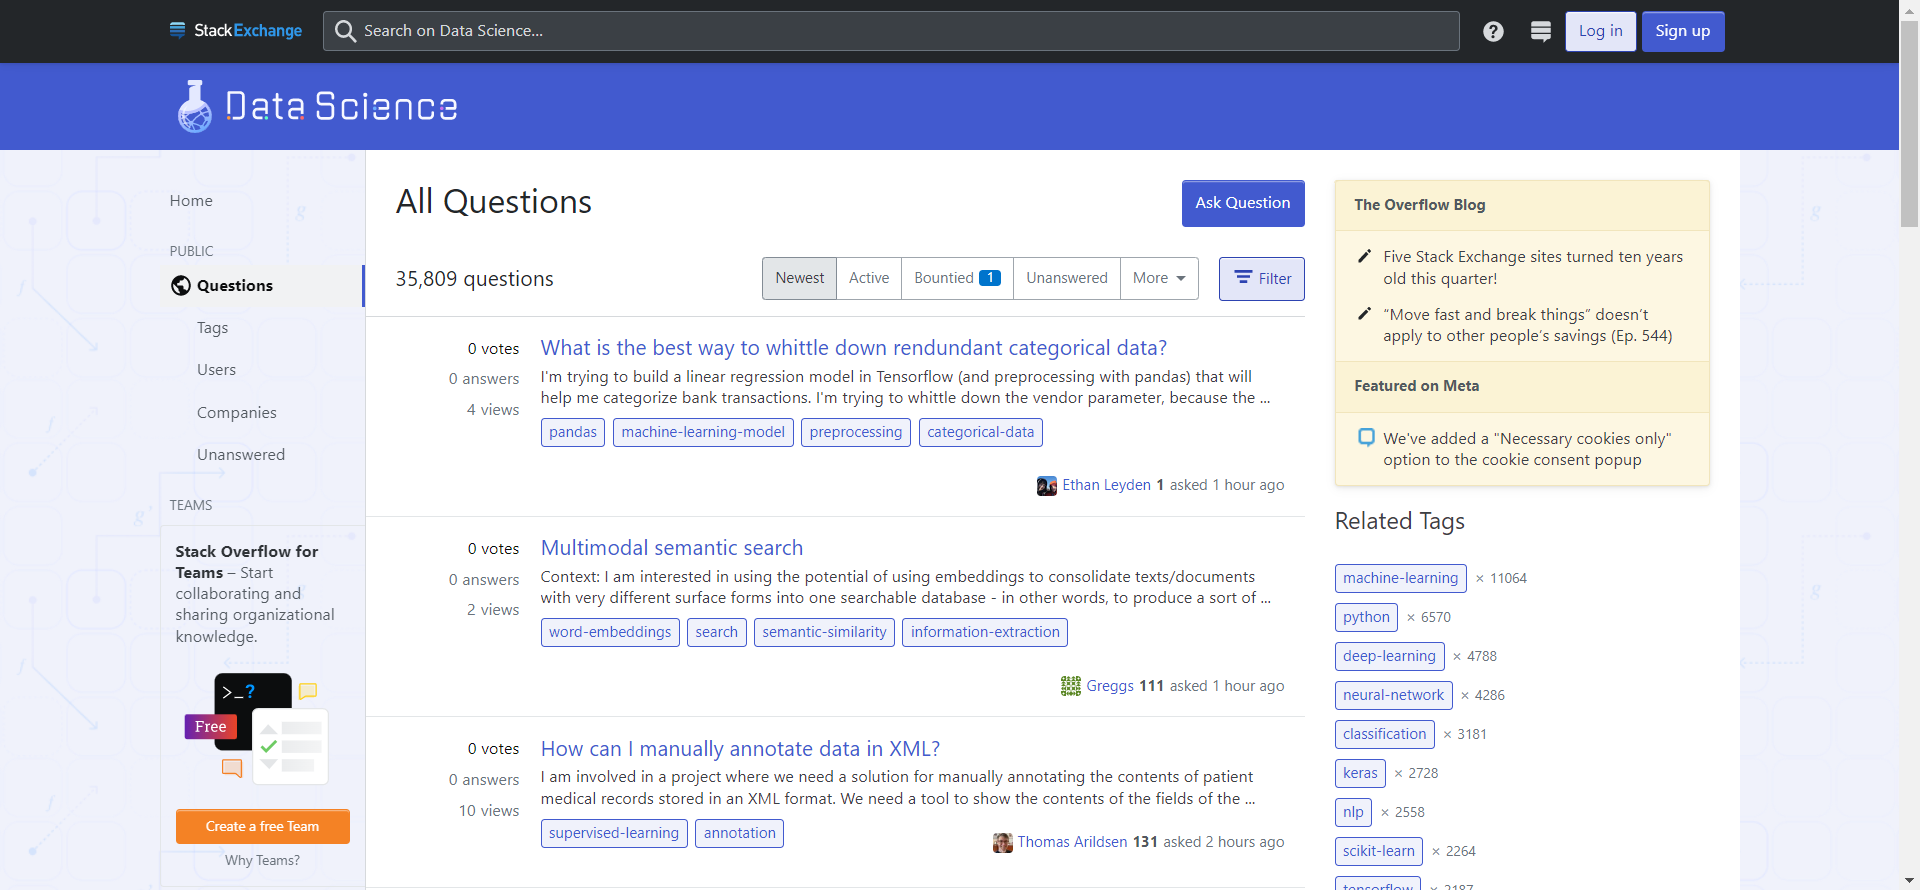 StackExchange
Search on Data Science...
?
Log in
Sign up
Data Science
Home
PUBLIC
Questions
Tags
Users
Companies
Unanswered
TEAMS
Stack Overflow for
Teams – Start
collaborating and
sharing organizational
knowledge.
>_?
Free
Create a free Team
Why Teams?
All Questions
Ask Question
35,809 questions
Newest
Active
Bountied 1
Unanswered
More
Filter
0 votes
0 answers
4 views
What is the best way to whittle down rendundant categorical data?
I'm trying to build a linear regression model in Tensorflow (and preprocessing with pandas) that will
help me categorize bank transactions. I'm trying to whittle down the vendor parameter, because the ...
pandas machine-learning-model preprocessing categorical-data
Ethan Leyden 1 asked 1 hour ago
0 votes
0 answers
2 views
Multimodal semantic search
Context: I am interested in using the potential of using embeddings to consolidate texts/documents
with very different surface forms into one searchable database - in other words, to produce a sort of ...
word-embeddings search semantic-similarity information-extraction
Greggs 111 asked 1 hour ago
0 votes
0 answers
10 views
How can I manually annotate data in XML?
I am involved in a project where we need a solution for manually annotating the contents of patient
medical records stored in an XML format. We need a tool to show the contents of the fields of the ...
supervised-learning annotation
Thomas Arildsen 131 asked 2 hours ago
The Overflow Blog
Five Stack Exchange sites turned ten years
old this quarter!
“Move fast and break things” doesn’t
apply to other people’s savings (Ep. 544)
Featured on Meta
We've added a "Necessary cookies only"
option to the cookie consent popup
Related Tags
machine-learning × 11064
python × 6570
deep-learning × 4788
neural-network × 4286
classification × 3181
keras × 2728
nlp × 2558
scikit-learn × 2264
tensorflow × 2187